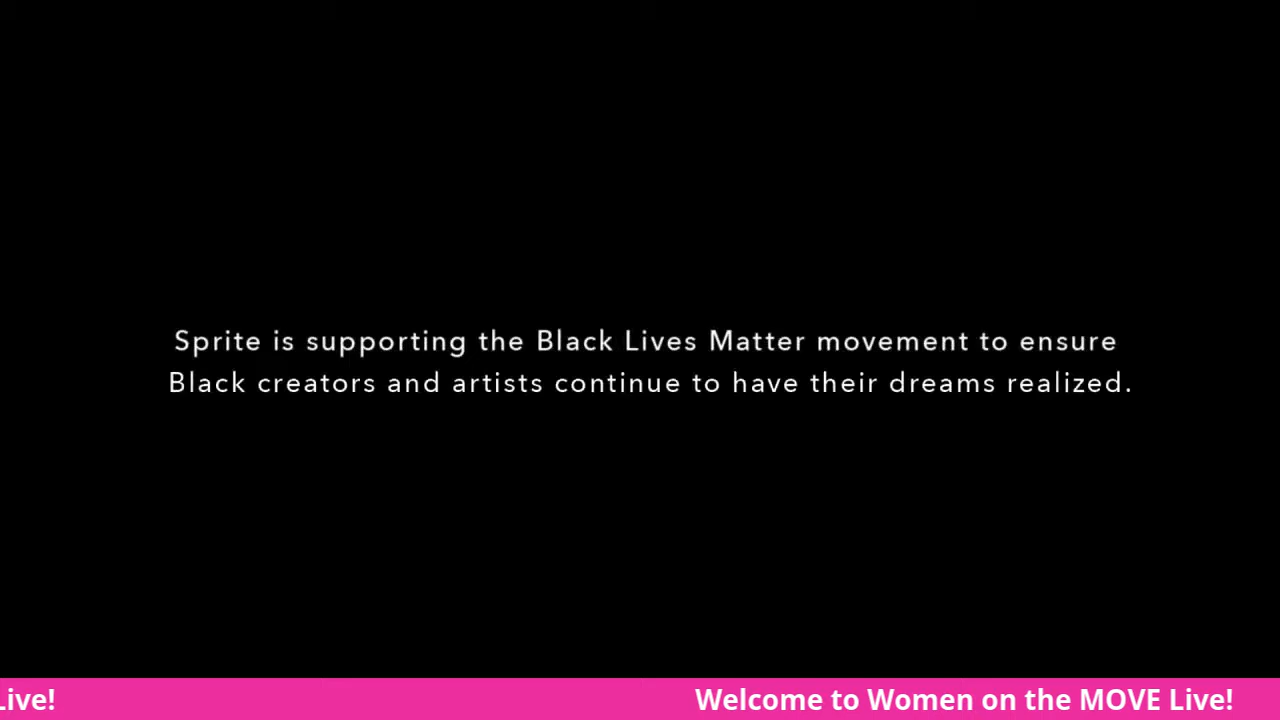 Sprite is supporting the Black Lives Matter movement to ensure
Black creators and artists continue to have their dreams realized.
Live! Welcome to Women on the MOVE Live!